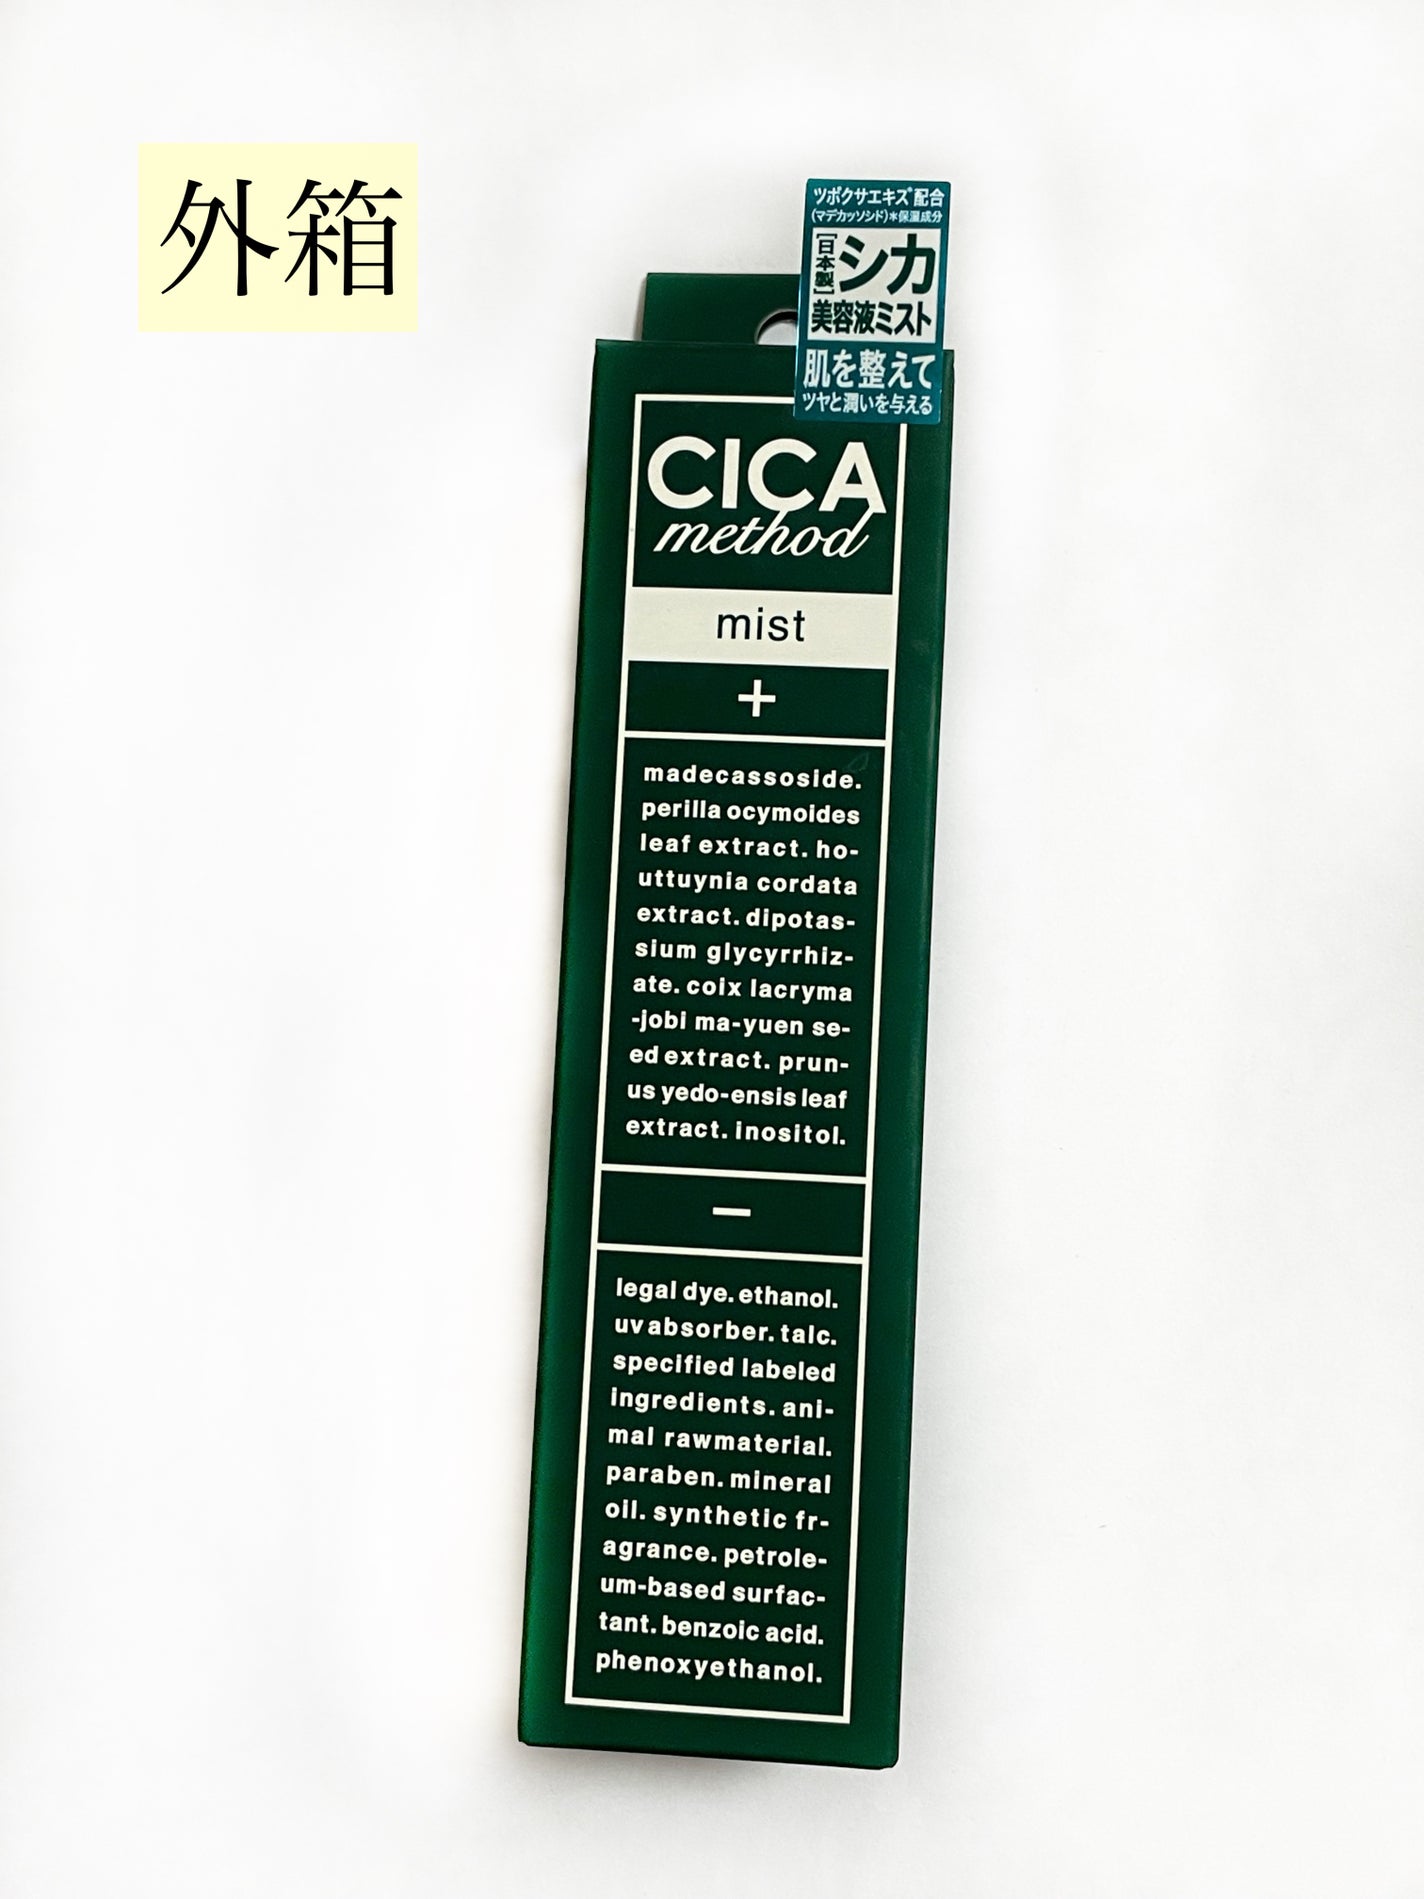 外箱
ツボクサエキス*配合
(マデカッソシド)*保湿成分
[日本製]
シカ
美容液ミスト
肌を整えて
ツヤと潤いを与える
CICA
method
mist
+
madecassoside.
perilla ocymoides
leaf extract. ho-
uttuynia cordata
extract. dipotas-
sium glycyrrhiz-
ate. coix lacryma
-jobi ma-yuen se-
ed extract. prun-
us yedo-ensis leaf
extract. inositol.
−
legal dye. ethanol.
uv absorber. talc.
specified labeled
ingredients. ani-
mal rawmaterial.
paraben. mineral
oil. synthetic fr-
agrance. petrole-
um-based surfac-
tant. benzoic acid.
phenoxyethanol.